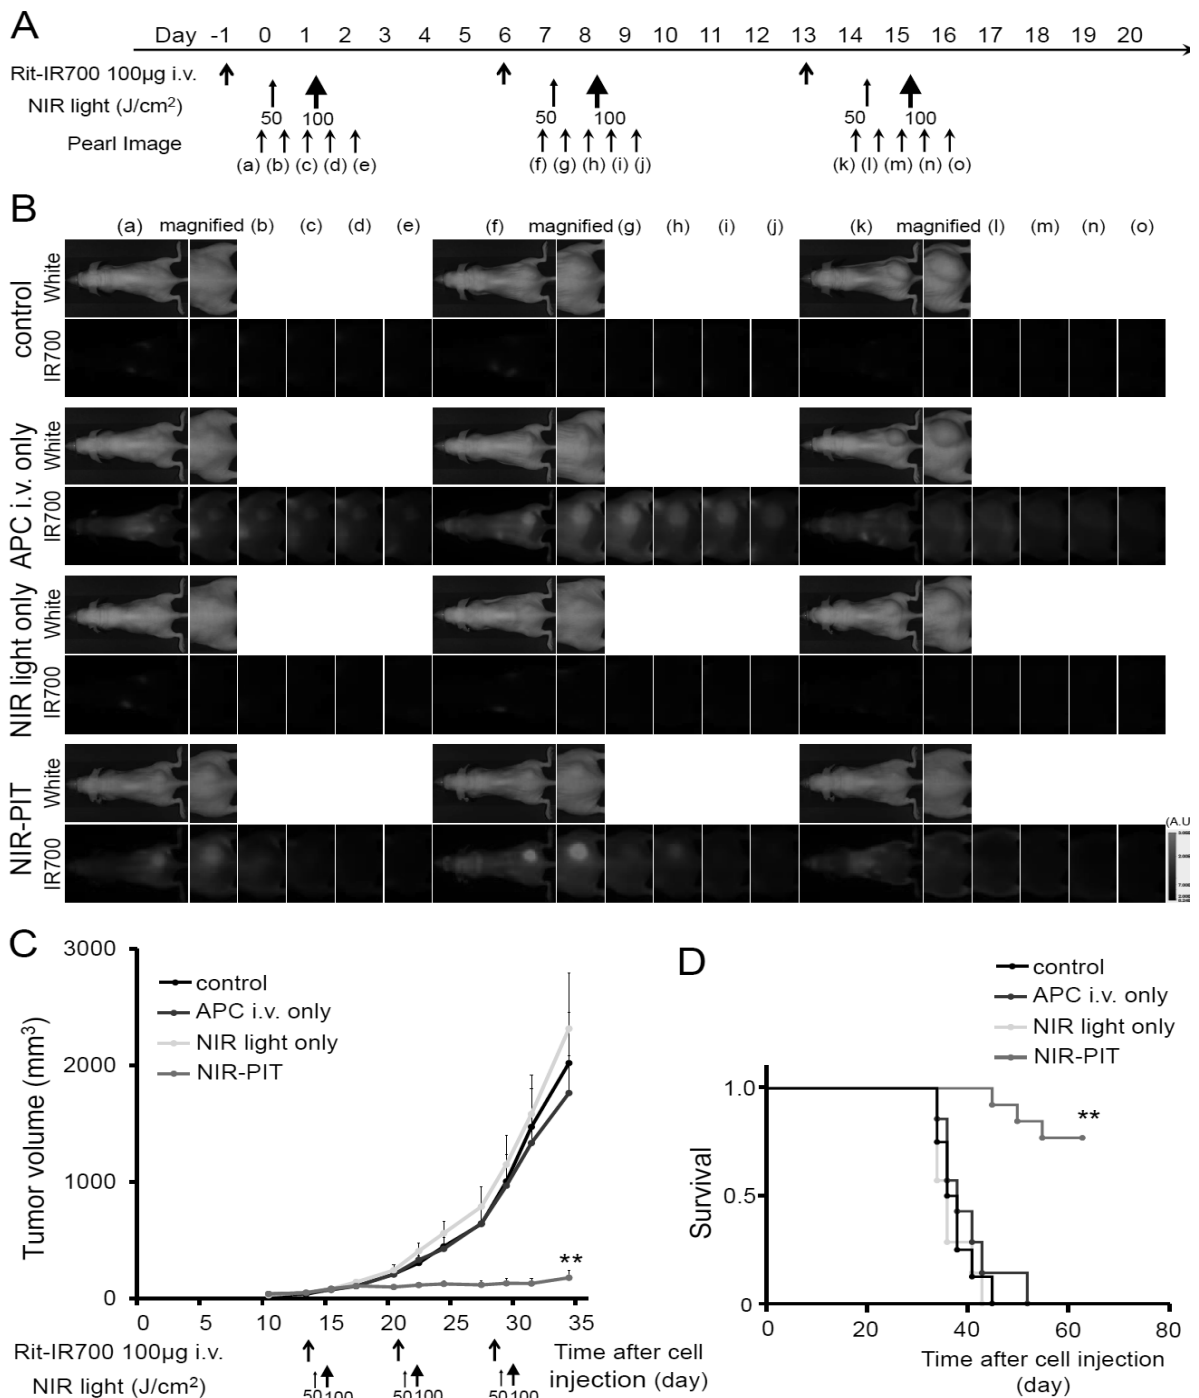 A
Day -1 0 1 2 3 4 5 6 7 8 9 10 11 12 13 14 15 16 17 18 19 20
Rit-IR700 100μg i.v.
NIR light (J/cm²) 50 100 50 100 50 100
Pearl Image
(a) (b) (c) (d) (e) (f) (g) (h) (i) (j) (k) (l) (m) (n) (o)
B
(a) magnified (b) (c) (d) (e) (f) magnified (g) (h) (i) (j) (k) magnified (l) (m) (n) (o)
control
White
IR700
APC i.v. only
White
IR700
NIR light only
White
IR700
NIR-PIT
White
IR700
(A.U
C
Tumor volume (mm³)
3000
2000
1000
0
control
APC i.v. only
NIR light only
NIR-PIT
**
0 5 10 15 20 25 30 35
Rit-IR700 100μg i.v.
NIR light (J/cm²)
50 100 50 100 50 100
Time after cell
injection (day)
D
control
APC i.v. only
NIR light only
NIR-PIT
Survival
1.0
0.5
0
**
0 20 40 60 80
Time after cell injection
(day)